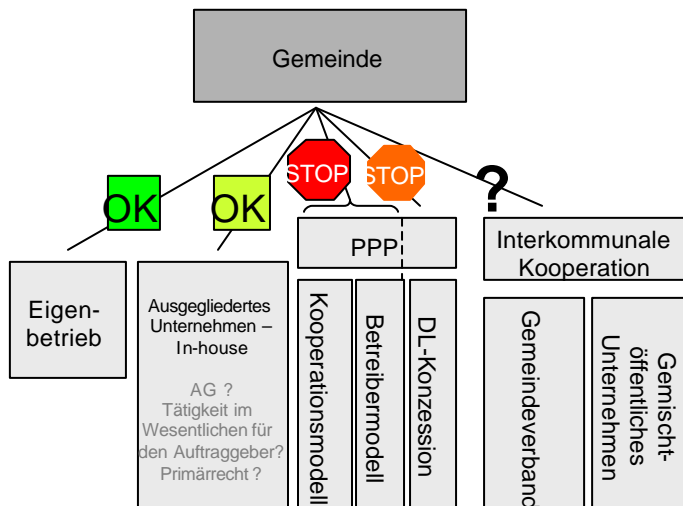 Gemeinde
OK
OK
STOP
STOP
?
PPP
Interkommunale
Kooperation
Eigen-
betrieb
Ausgegliedertes
Unternehmen –
In-house
AG ?
Tätigkeit im
Wesentlichen für
den Auftraggeber?
Primärrecht ?
Kooperationsmodell
Betreibermodell
DL-Konzession
Gemeindeverband
Gemischt-
öffentliches
Unternehmen